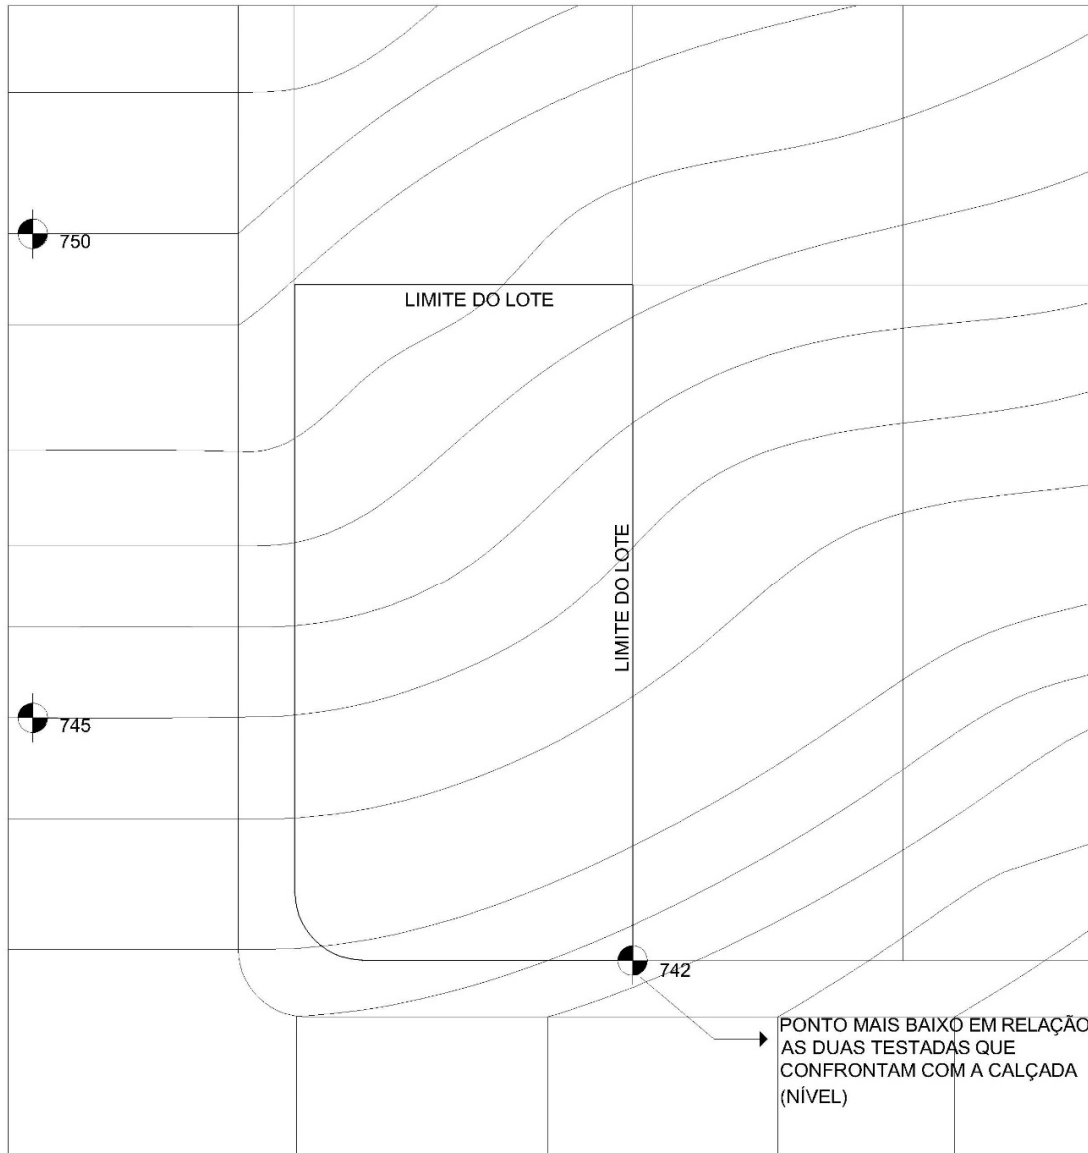 750
LIMITE DO LOTE
LIMITE DO LOTE
745
742
PONTO MAIS BAIXO EM RELAÇÃO
AS DUAS TESTADAS QUE
CONFRONTAM COM A CALÇADA
(NÍVEL)